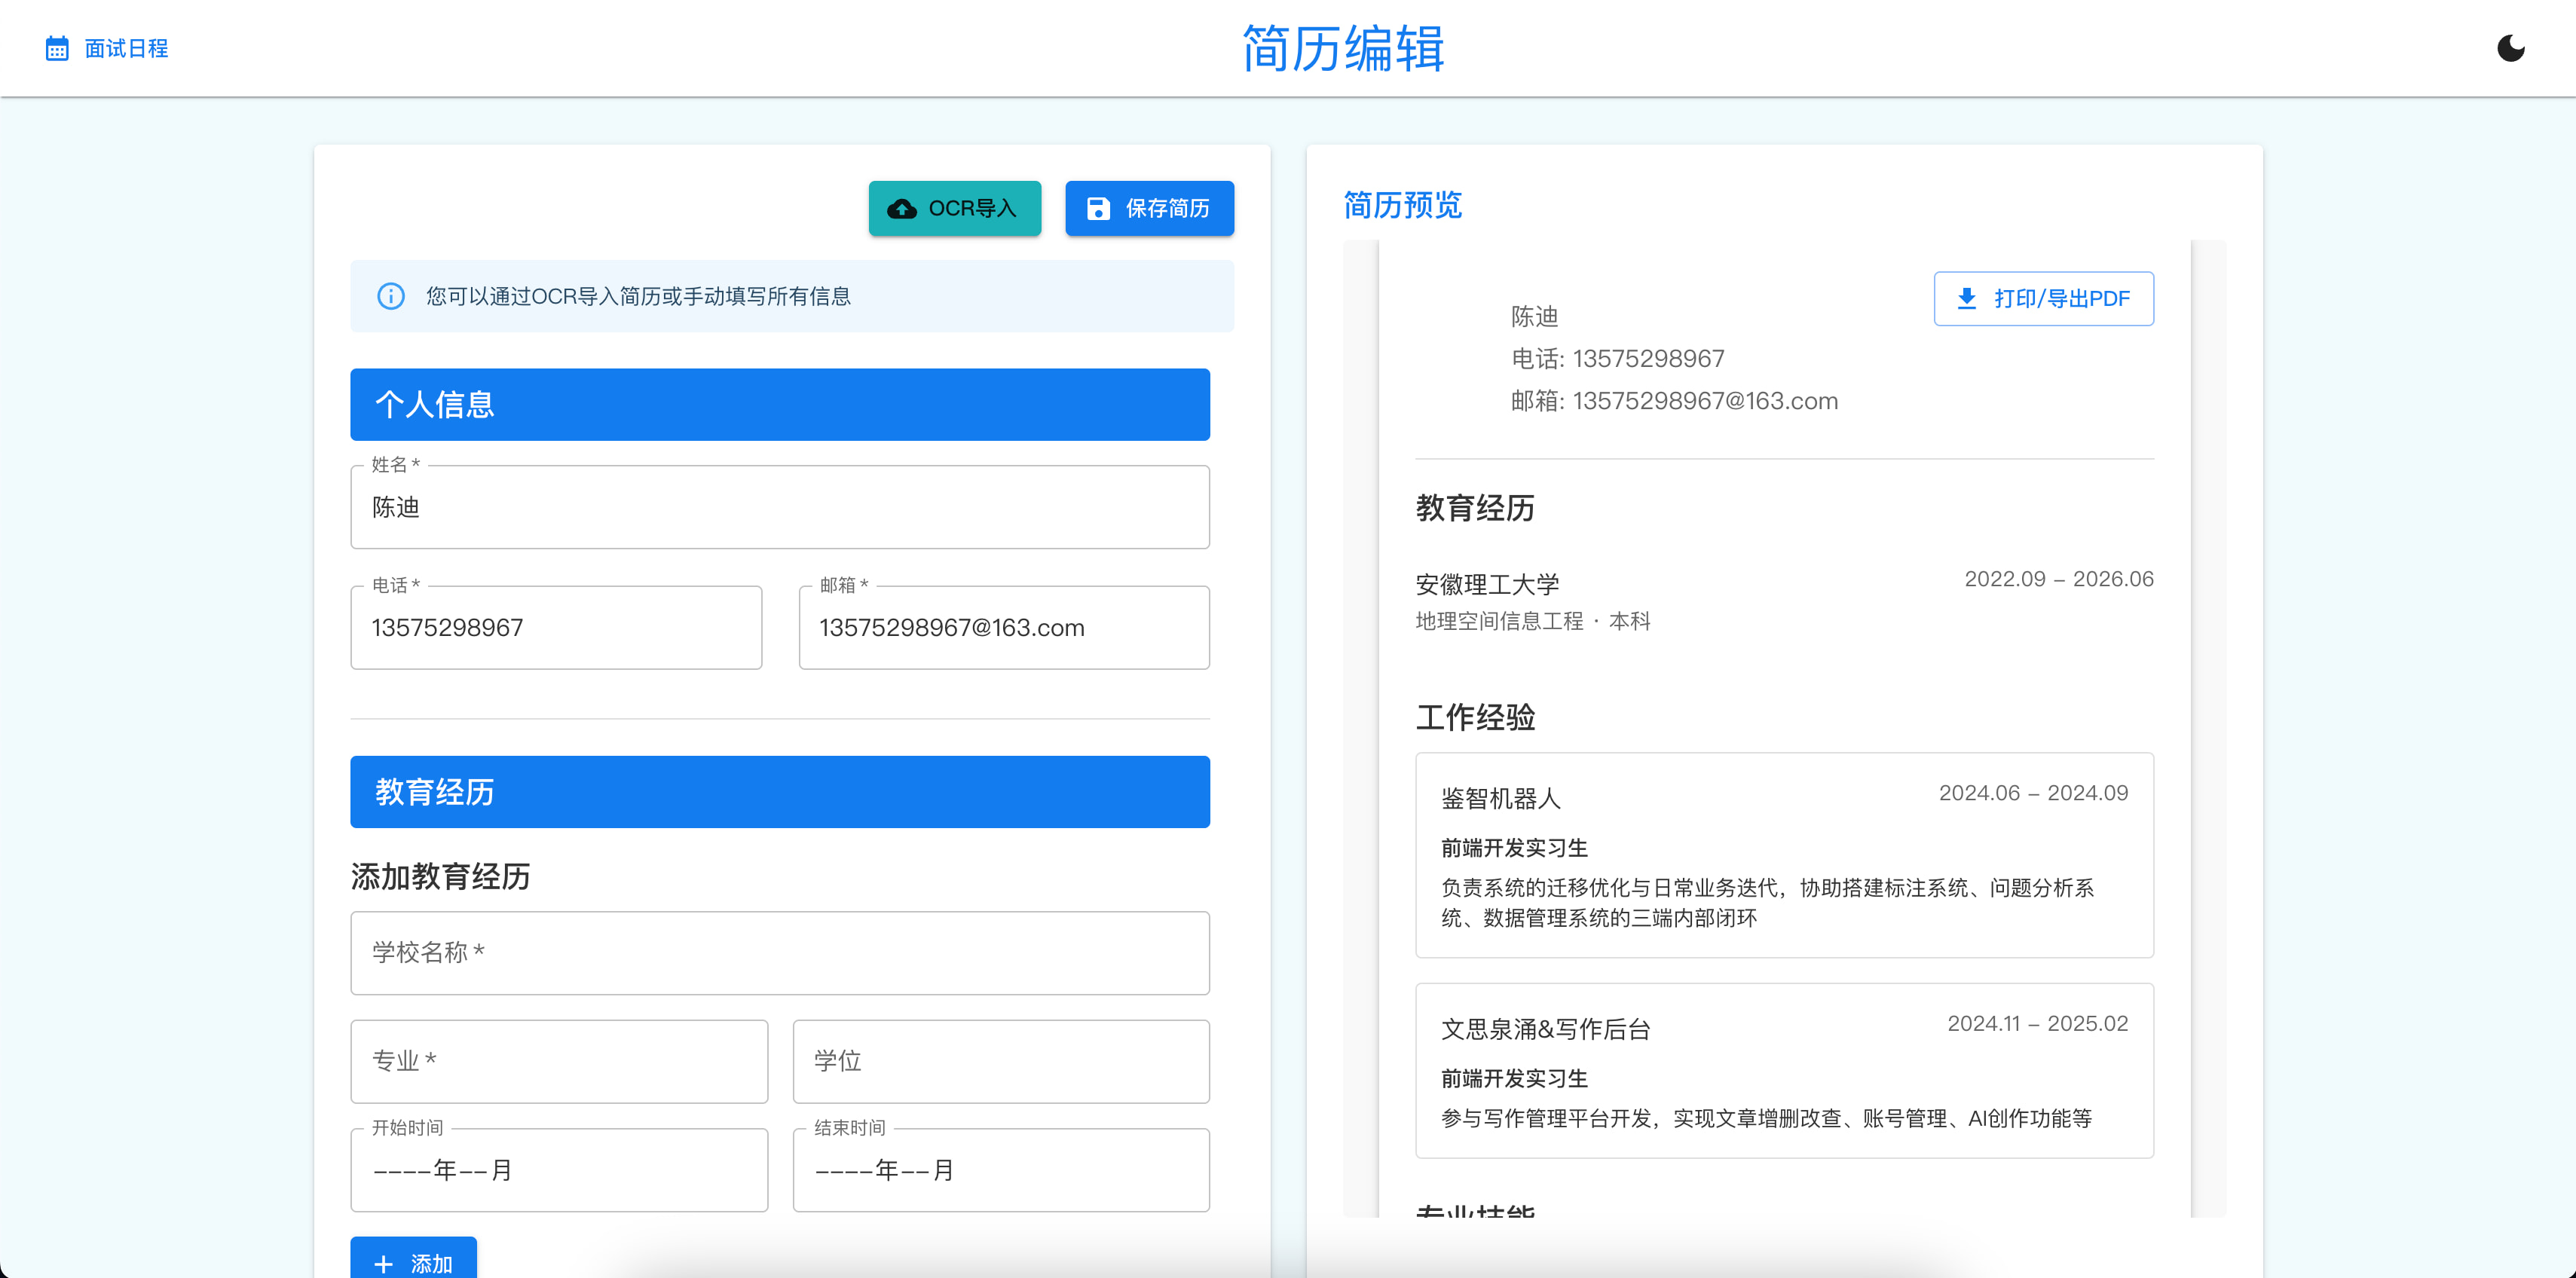 面试日程
简历编辑
OCR导入
保存简历
您可以通过OCR导入简历或手动填写所有信息
个人信息
姓名 *
陈迪
电话 *
13575298967
邮箱 *
13575298967@163.com
教育经历
添加教育经历
学校名称 *
专业 *
学位
开始时间
----年--月
结束时间
----年--月
添加
简历预览
打印/导出PDF
陈迪
电话: 13575298967
邮箱: 13575298967@163.com
教育经历
安徽理工大学
2022.09 – 2026.06
地理空间信息工程 · 本科
工作经验
鉴智机器人
2024.06 – 2024.09
前端开发实习生
负责系统的迁移优化与日常业务迭代，协助搭建标注系统、问题分析系
统、数据管理系统的三端内部闭环
文思泉涌&写作后台
2024.11 – 2025.02
前端开发实习生
参与写作管理平台开发，实现文章增删改查、账号管理、AI创作功能等
专业技能